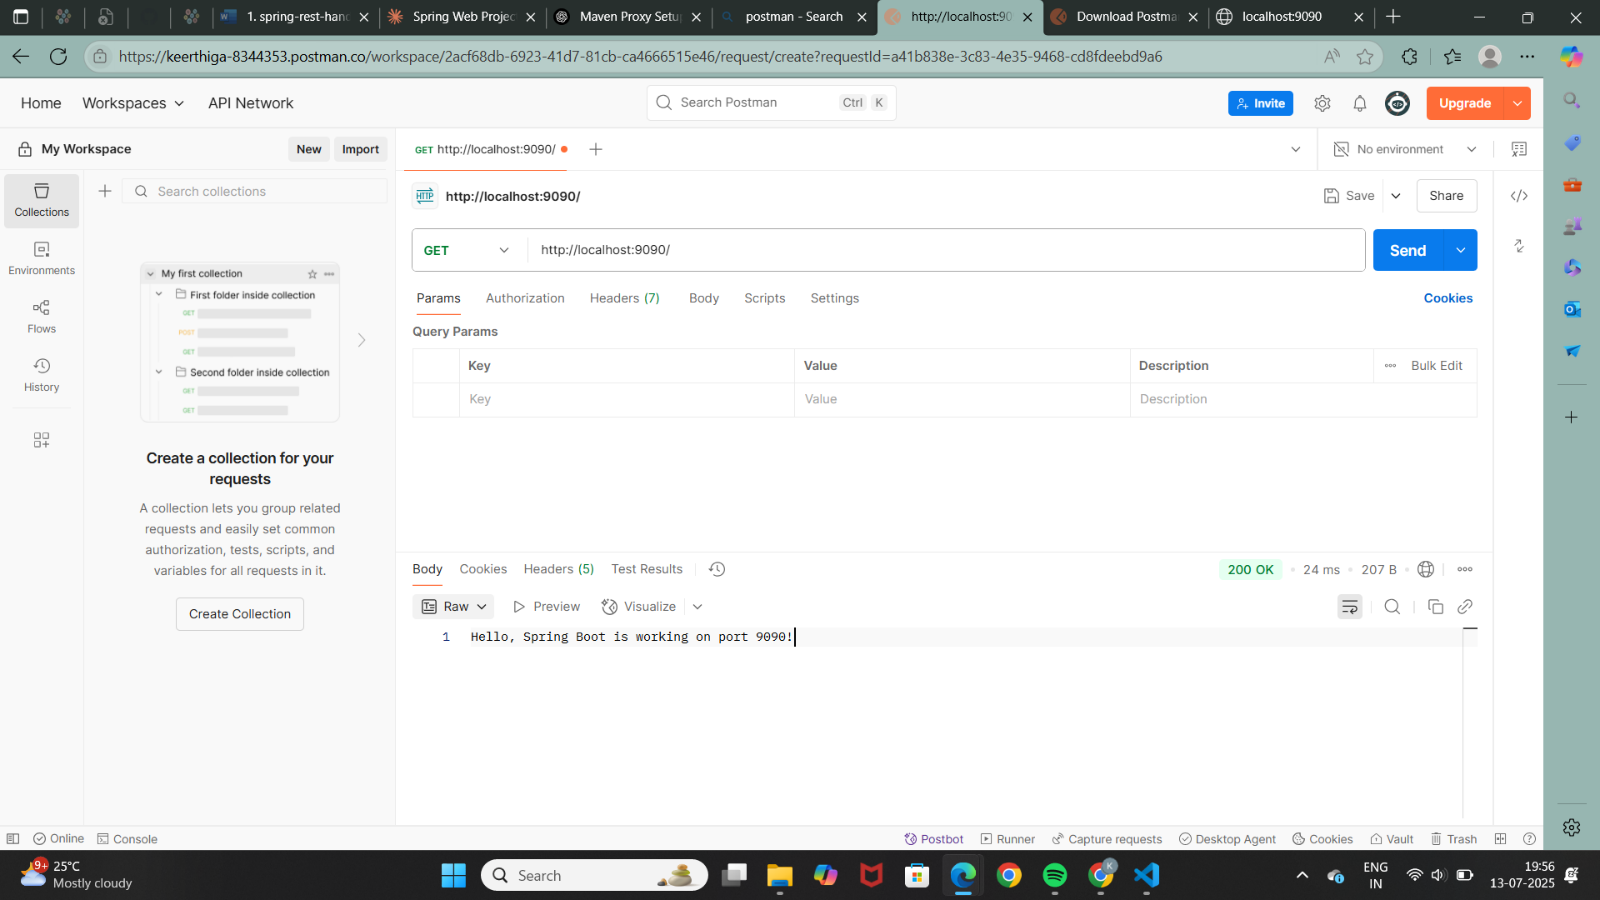 1. spring-rest-hand
Spring Web Project
Maven Proxy Setup
postman - Search
http://localhost:90
Download Postma
localhost:9090
https://keerthiga-8344353.postman.co/workspace/2acf68db-6923-41d7-81cb-ca4666515e46/request/create?requestId=a41b838e-3c83-4e35-9468-cd8fdeebd9a6
Home Workspaces API Network
Search Postman Ctrl K
Invite
Upgrade
My Workspace New Import
GET http://localhost:9090/
No environment
Search collections
Collections
Environments
Flows
History
http://localhost:9090/
Save Share
GET http://localhost:9090/
Send
Params Authorization Headers (7) Body Scripts Settings
Cookies
Query Params
Key Value Description Bulk Edit
Key Value Description
My first collection
First folder inside collection
GET
POST
GET
Second folder inside collection
GET
GET
Create a collection for your
requests
A collection lets you group related
requests and easily set common
authorization, tests, scripts, and
variables for all requests in it.
Create Collection
Body Cookies Headers (5) Test Results
200 OK 24 ms 207 B
Raw Preview Visualize
1 Hello, Spring Boot is working on port 9090!
Online Console
Postbot Runner Capture requests Desktop Agent Cookies Vault Trash
9+
25°C
Mostly cloudy
Search
K
ENG
IN
19:56
13-07-2025